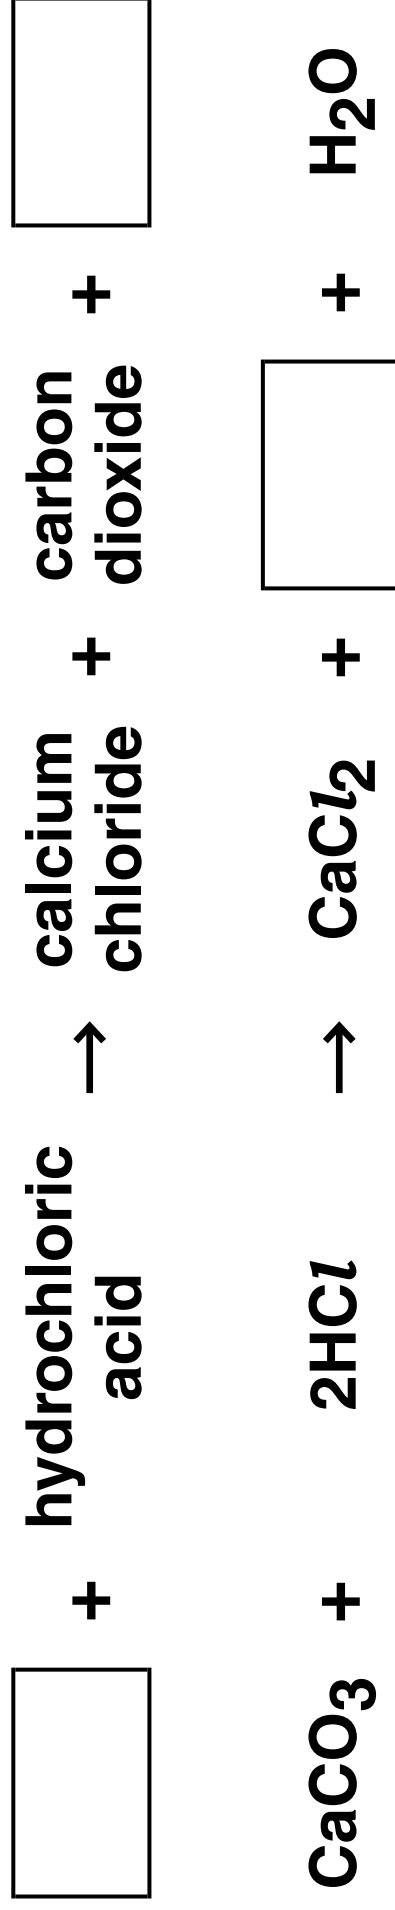 + hydrochloric acid → calcium chloride + carbon dioxide +
CaCO₃ + 2HCl → CaCl₂ + + H₂O